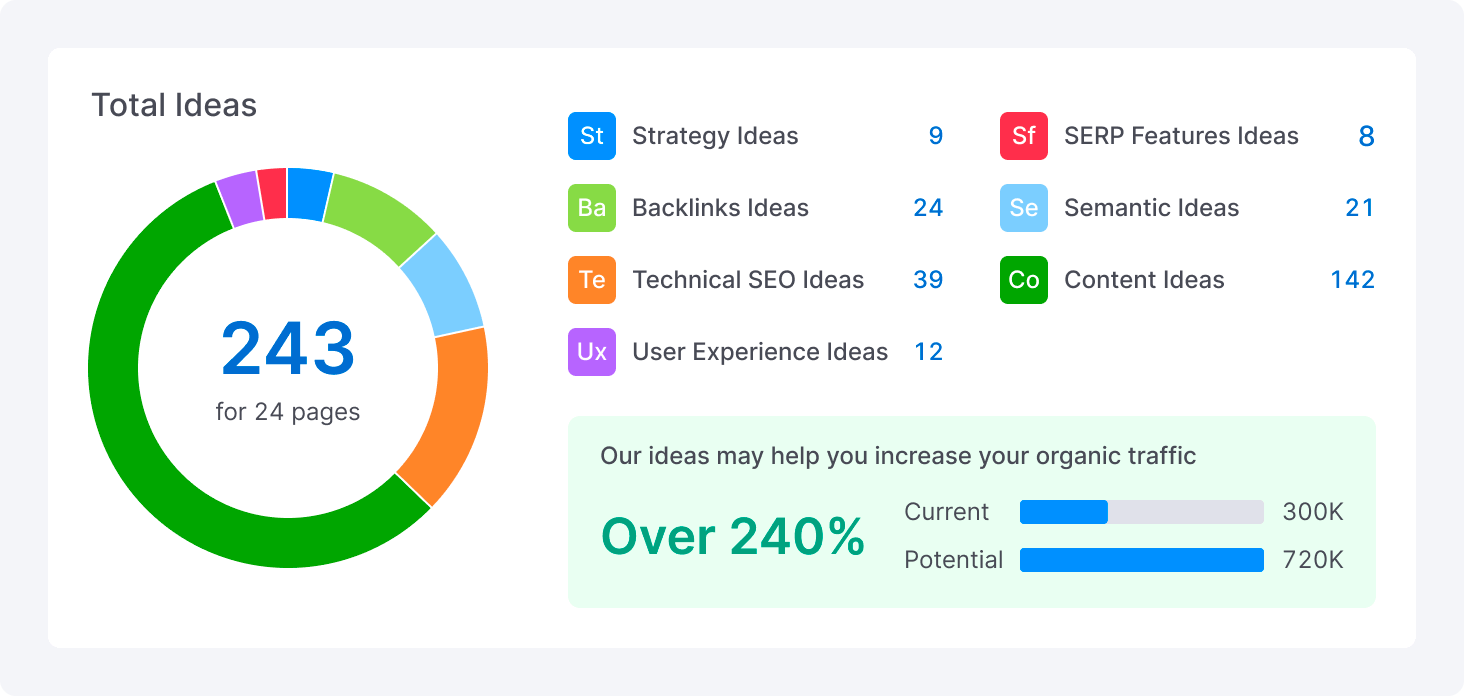 Total Ideas
243
for 24 pages
St Strategy Ideas 9
Ba Backlinks Ideas 24
Te Technical SEO Ideas 39
Ux User Experience Ideas 12
Sf SERP Features Ideas 8
Se Semantic Ideas 21
Co Content Ideas 142
Our ideas may help you increase your organic traffic
Over 240%
Current 300K
Potential 720K